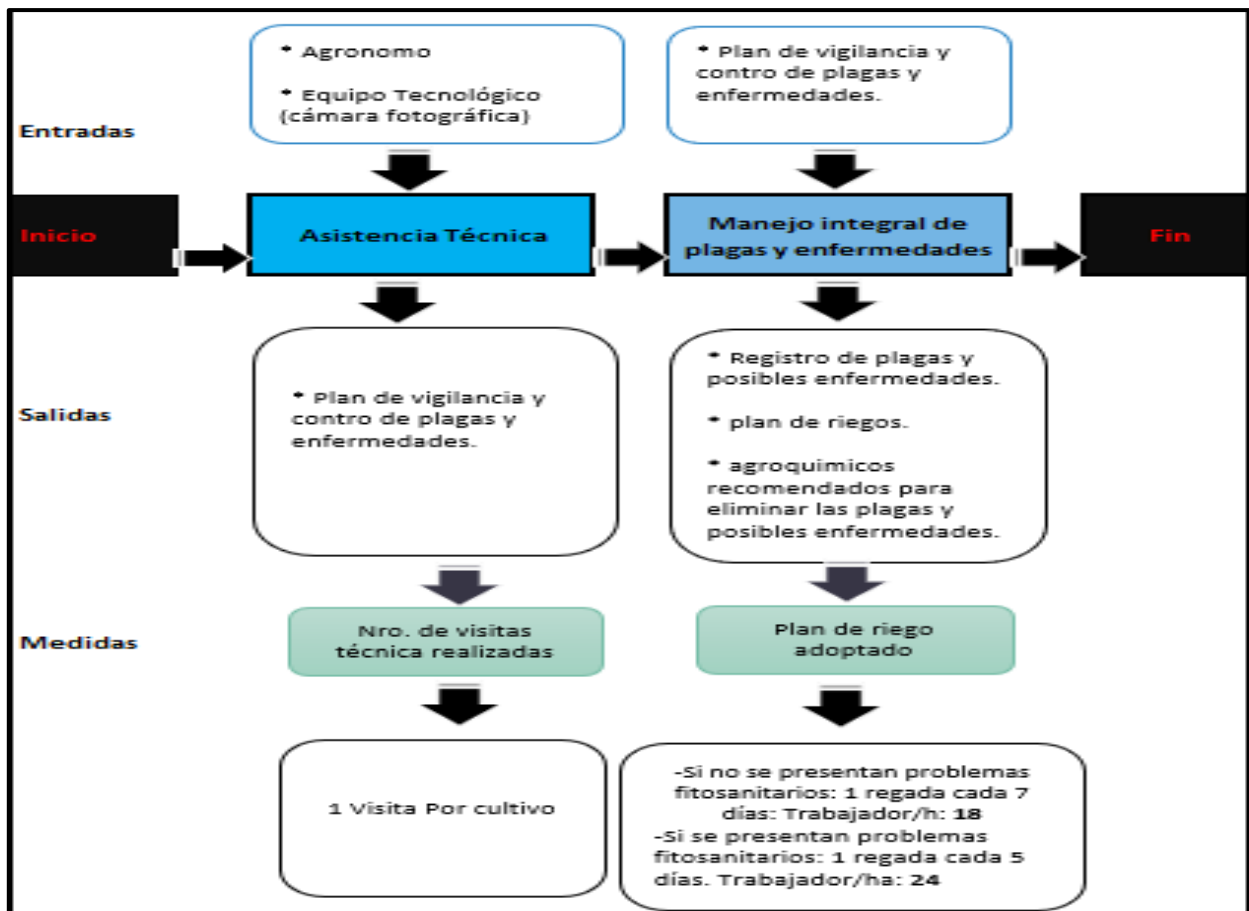 * Agronomo
* Equipo Tecnológico
(cámara fotográfica)
* Plan de vigilancia y
contro de plagas y
enfermedades.
Entradas
Inicio
Asistencia Técnica
Manejo integral de
plagas y enfermedades
Fin
Salidas
* Plan de vigilancia y
contro de plagas y
enfermedades.
* Registro de plagas y
posibles enfermedades.
* plan de riegos.
* agroquimicos
recomendados para
eliminar las plagas y
posibles enfermedades.
Medidas
Nro. de visitas
técnica realizadas
Plan de riego
adoptado
1 Visita Por cultivo
-Si no se presentan problemas
fitosanitarios: 1 regada cada 7
días: Trabajador/h: 18
-Si se presentan problemas
fitosanitarios: 1 regada cada 5
días. Trabajador/ha: 24